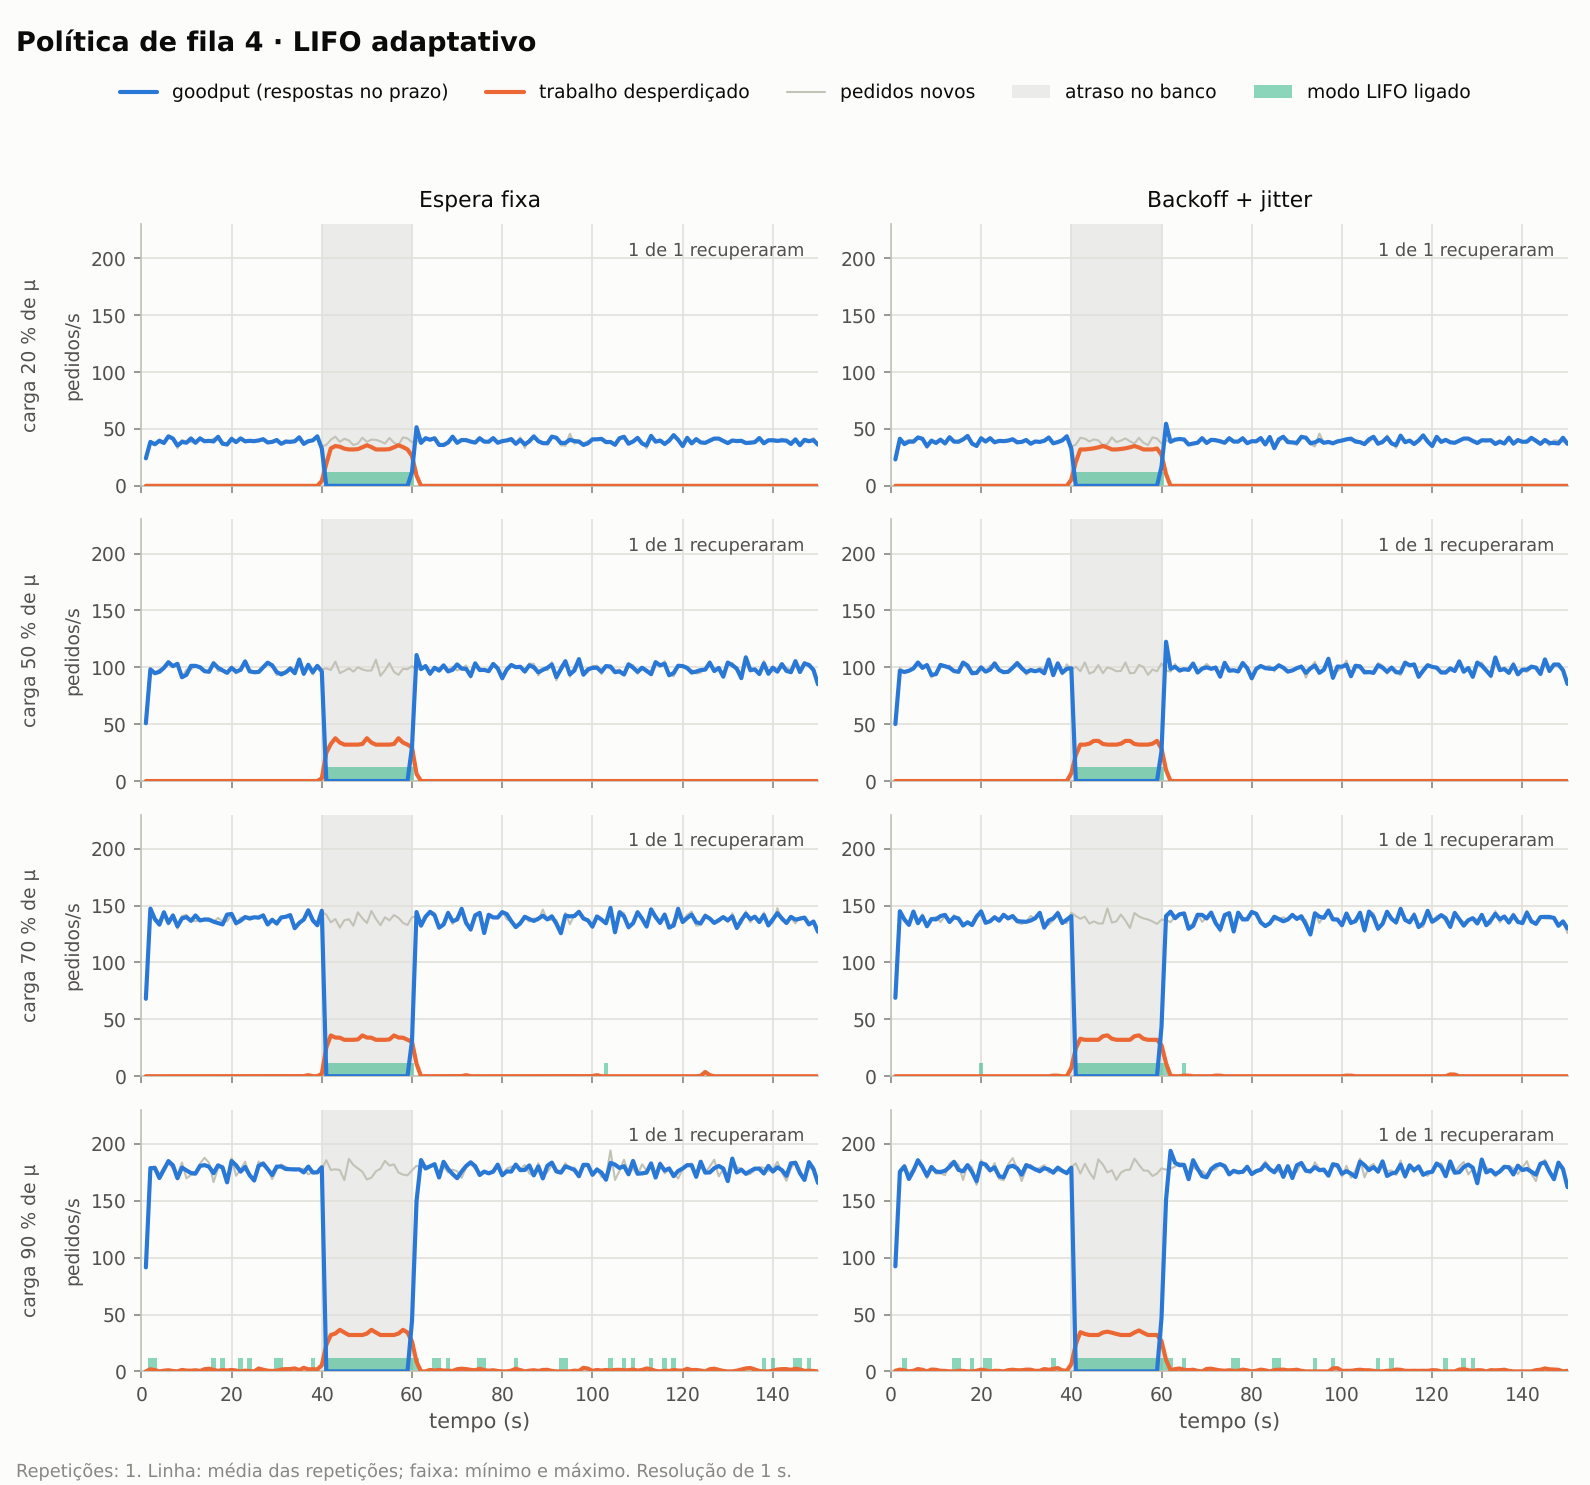 Política de fila 4 · LIFO adaptativo
goodput (respostas no prazo) trabalho desperdiçado pedidos novos atraso no banco modo LIFO ligado
Espera fixa Backoff + jitter
carga 20 % de µ
pedidos/s
200
150
100
50
0
1 de 1 recuperaram
200
150
100
50
0
1 de 1 recuperaram
carga 50 % de µ
pedidos/s
200
150
100
50
0
1 de 1 recuperaram
200
150
100
50
0
1 de 1 recuperaram
carga 70 % de µ
pedidos/s
200
150
100
50
0
1 de 1 recuperaram
200
150
100
50
0
1 de 1 recuperaram
carga 90 % de µ
pedidos/s
200
150
100
50
0
1 de 1 recuperaram
0 20 40 60 80 100 120 140
tempo (s)
200
150
100
50
0
1 de 1 recuperaram
0 20 40 60 80 100 120 140
tempo (s)
Repetições: 1. Linha: média das repetições; faixa: mínimo e máximo. Resolução de 1 s.